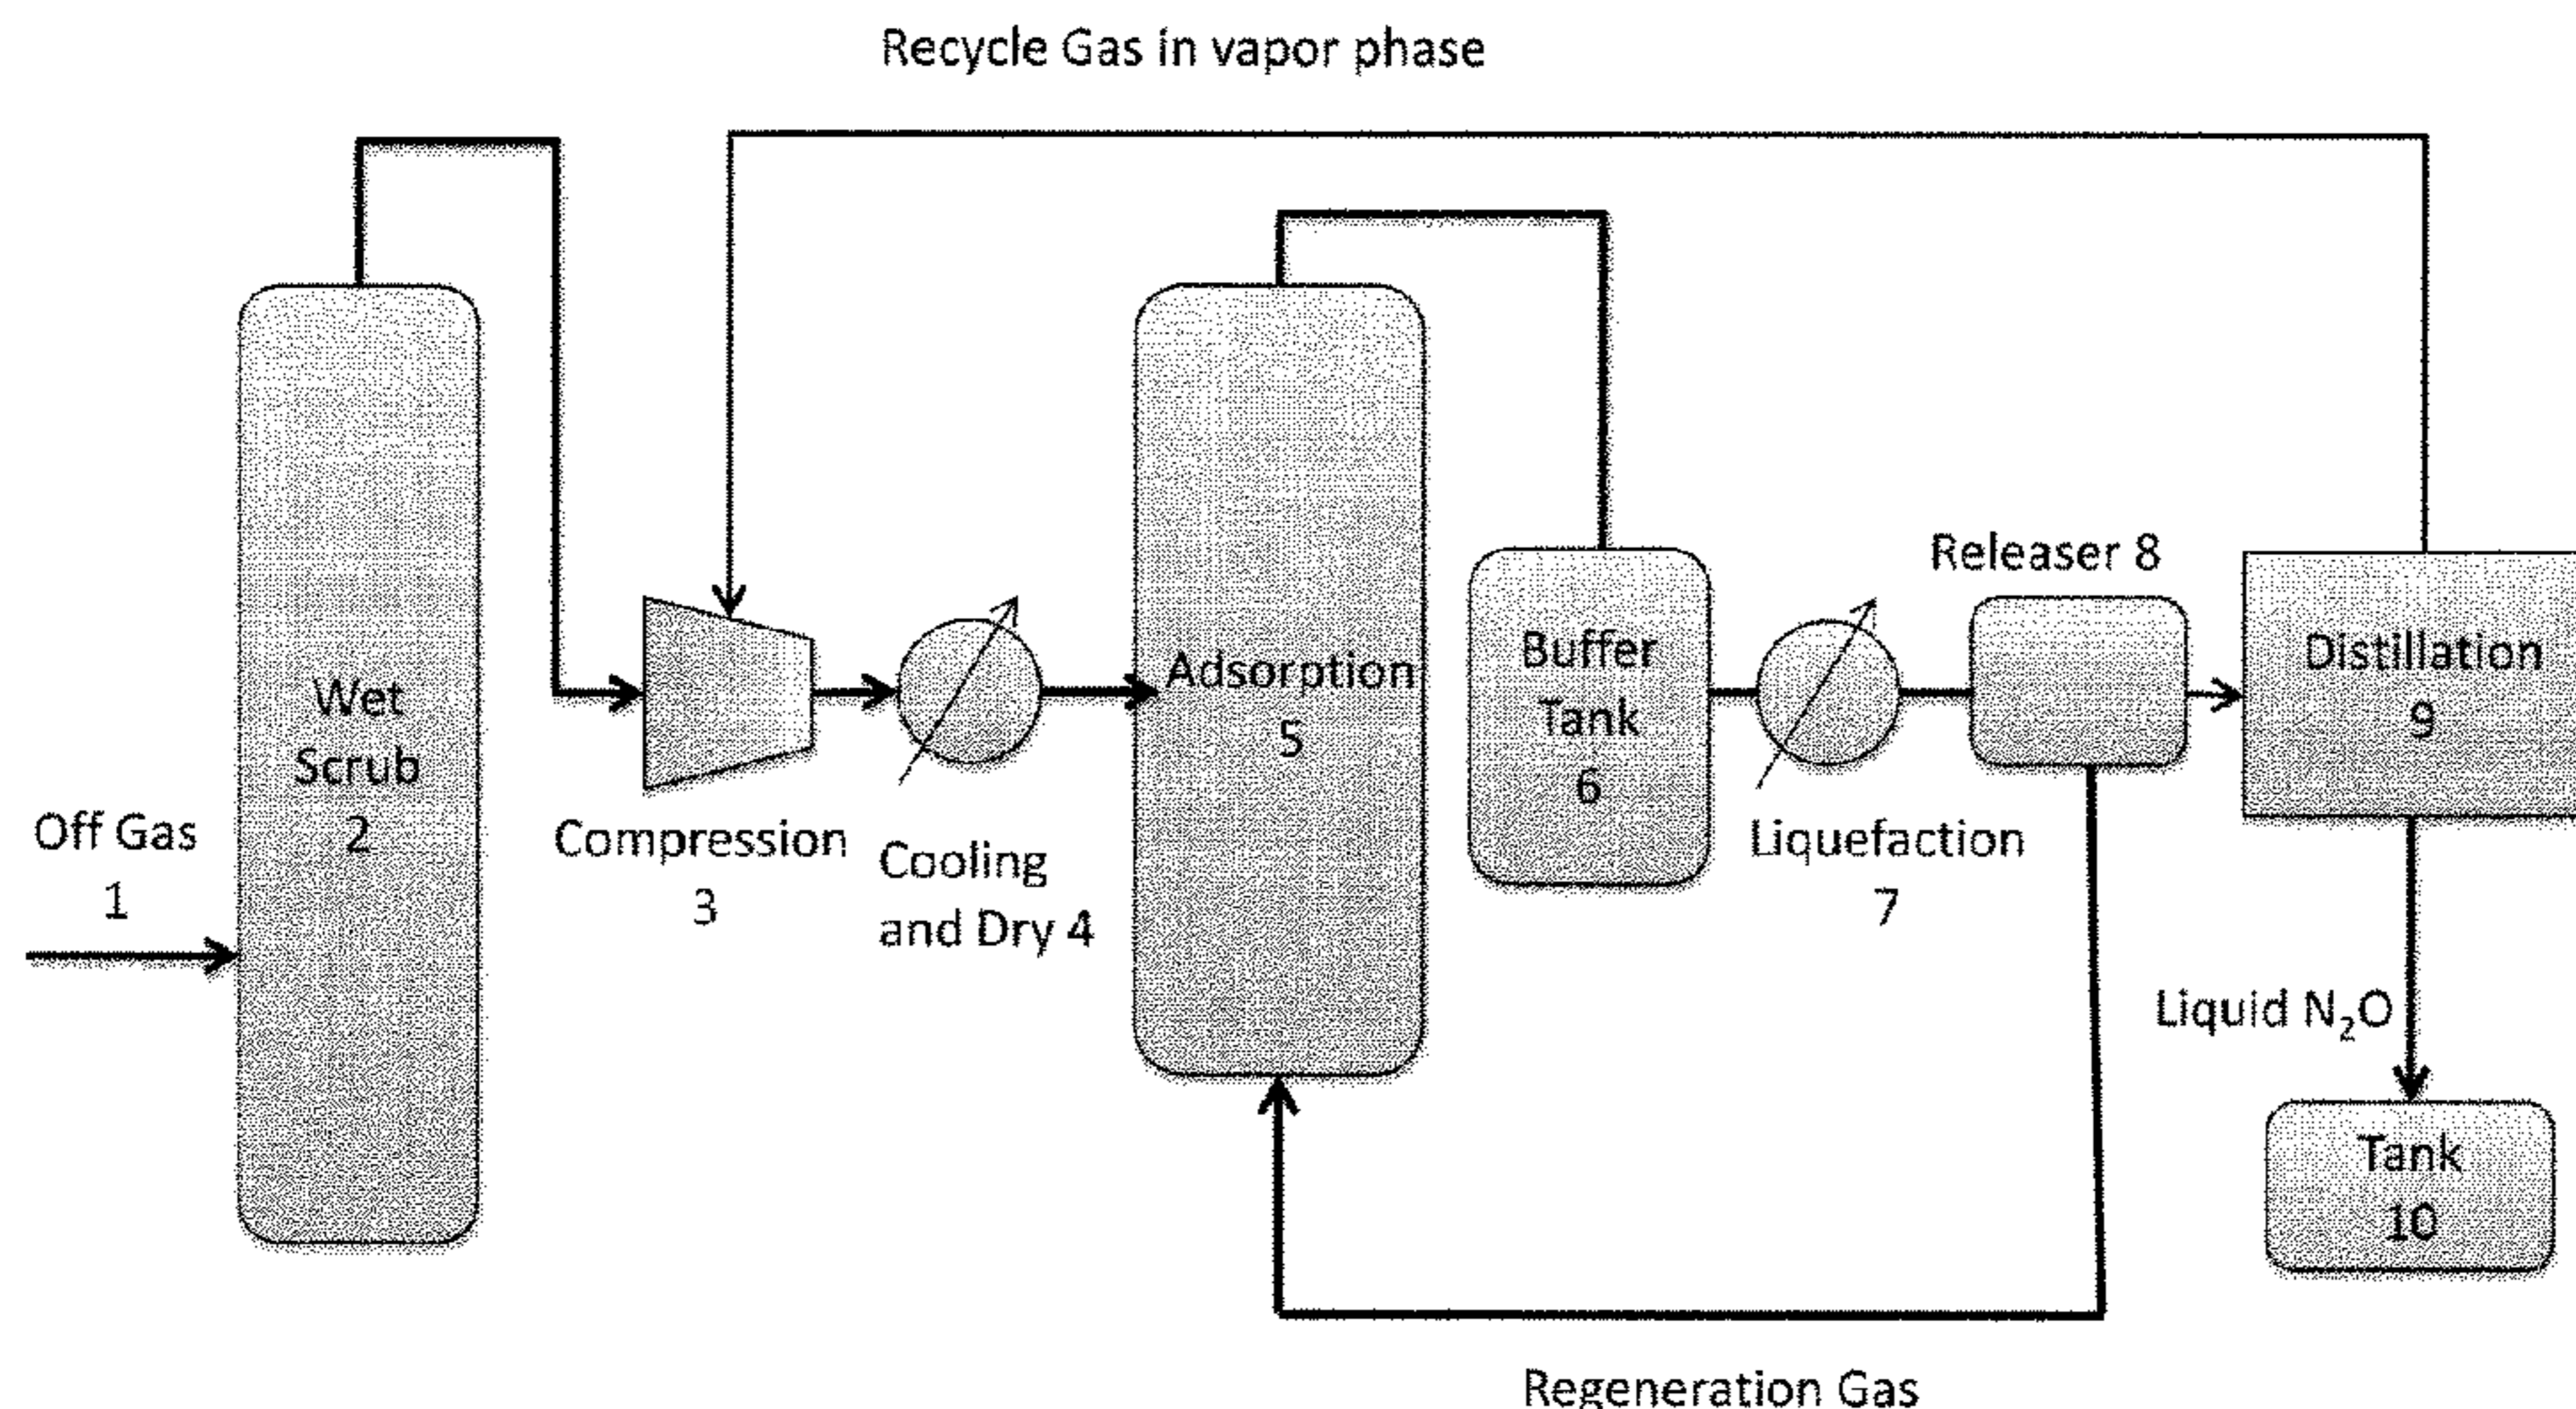 Recycle Gas in vapor phase
Off Gas
1
Wet
Scrub
2
Compression
3
Cooling
and Dry 4
Adsorption
5
Buffer
Tank
6
Liquefaction
7
Releaser 8
Distillation
9
Liquid N₂O
Tank
10
Regeneration Gas